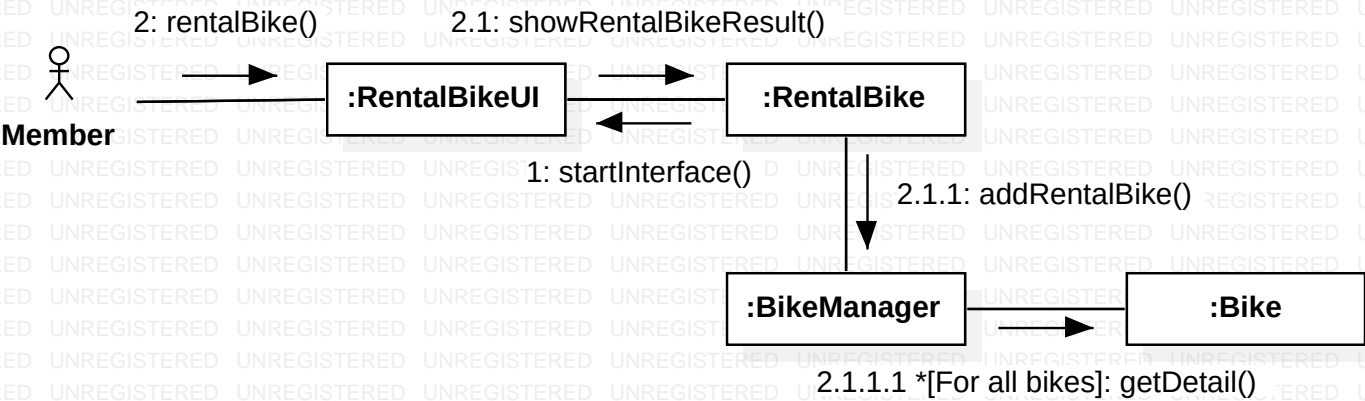 2: rentalBike()
2.1: showRentalBikeResult()
:RentalBikeUI
:RentalBike
Member
1: startInterface()
2.1.1: addRentalBike()
:BikeManager
:Bike
2.1.1.1 *[For all bikes]: getDetail()
UNREGISTERED